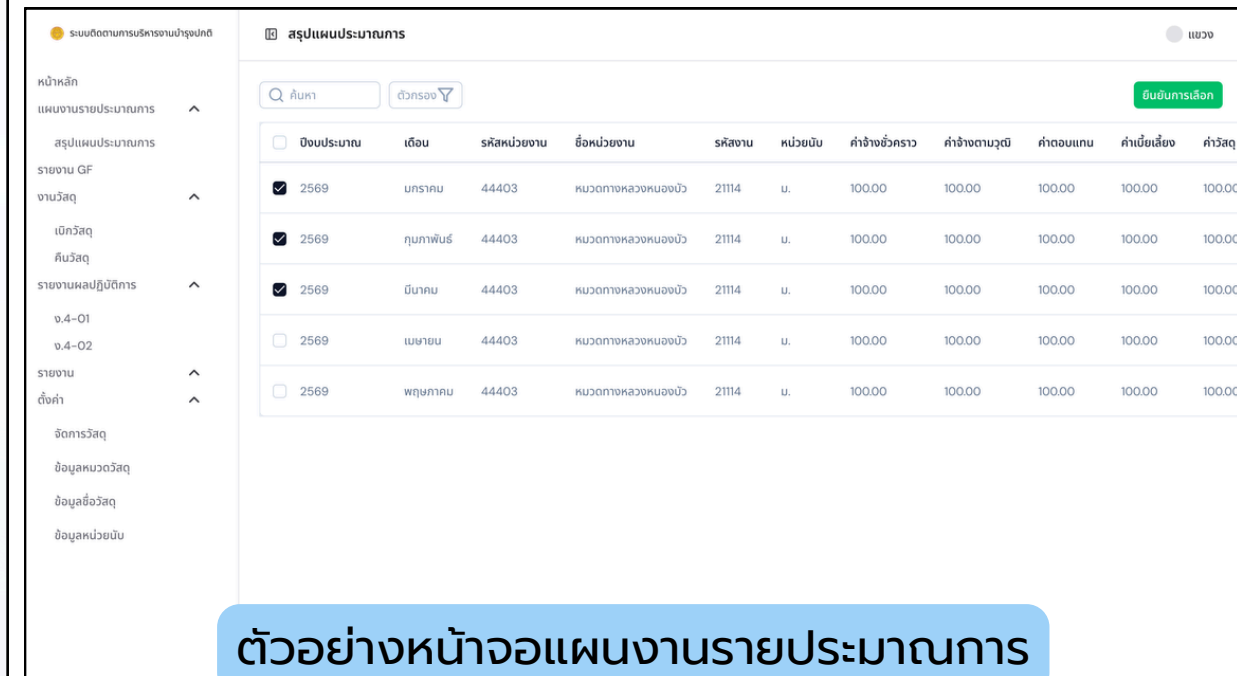 ระบบติดตามการบริหารงานบำรุงปกติ
สรุปแผนประมาณการ
แขวง
หน้าหลัก
แผนงานรายประมาณการ
สรุปแผนประมาณการ
รายงาน GF
งานวัสดุ
เบิกวัสดุ
คืนวัสดุ
รายงานผลปฏิบัติการ
ง.4-01
ง.4-02
รายงาน
ตั้งค่า
จัดการวัสดุ
ข้อมูลหมวดวัสดุ
ข้อมูลชื่อวัสดุ
ข้อมูลหน่วยนับ
ค้นหา ตัวกรอง ยืนยันการเลือก
ปีงบประมาณ เดือน รหัสหน่วยงาน ชื่อหน่วยงาน รหัสงาน หน่วยนับ ค่าจ้างชั่วคราว ค่าจ้างตามวุฒิ ค่าตอบแทน ค่าเบี้ยเลี้ยง ค่าวัสดุ
2569 มกราคม 44403 หมวดทางหลวงหนองบัว 21114 ม. 100.00 100.00 100.00 100.00 100.00
2569 กุมภาพันธ์ 44403 หมวดทางหลวงหนองบัว 21114 ม. 100.00 100.00 100.00 100.00 100.00
2569 มีนาคม 44403 หมวดทางหลวงหนองบัว 21114 ม. 100.00 100.00 100.00 100.00 100.00
2569 เมษายน 44403 หมวดทางหลวงหนองบัว 21114 ม. 100.00 100.00 100.00 100.00 100.00
2569 พฤษภาคม 44403 หมวดทางหลวงหนองบัว 21114 ม. 100.00 100.00 100.00 100.00 100.00
ตัวอย่างหน้าจอแผนงานรายประมาณการ